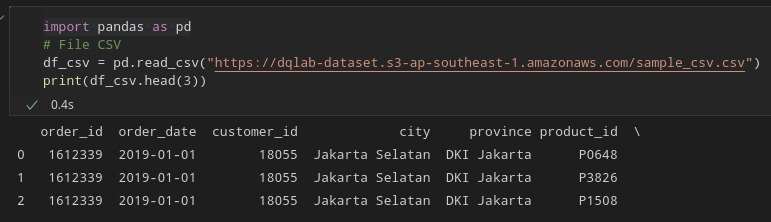 import pandas as pd
# File CSV
df_csv = pd.read_csv("https://dqlab-dataset.s3-ap-southeast-1.amazonaws.com/sample_csv.csv")
print(df_csv.head(3))
0.4s
order_id order_date customer_id city province product_id \
0 1612339 2019-01-01 18055 Jakarta Selatan DKI Jakarta P0648
1 1612339 2019-01-01 18055 Jakarta Selatan DKI Jakarta P3826
2 1612339 2019-01-01 18055 Jakarta Selatan DKI Jakarta P1508